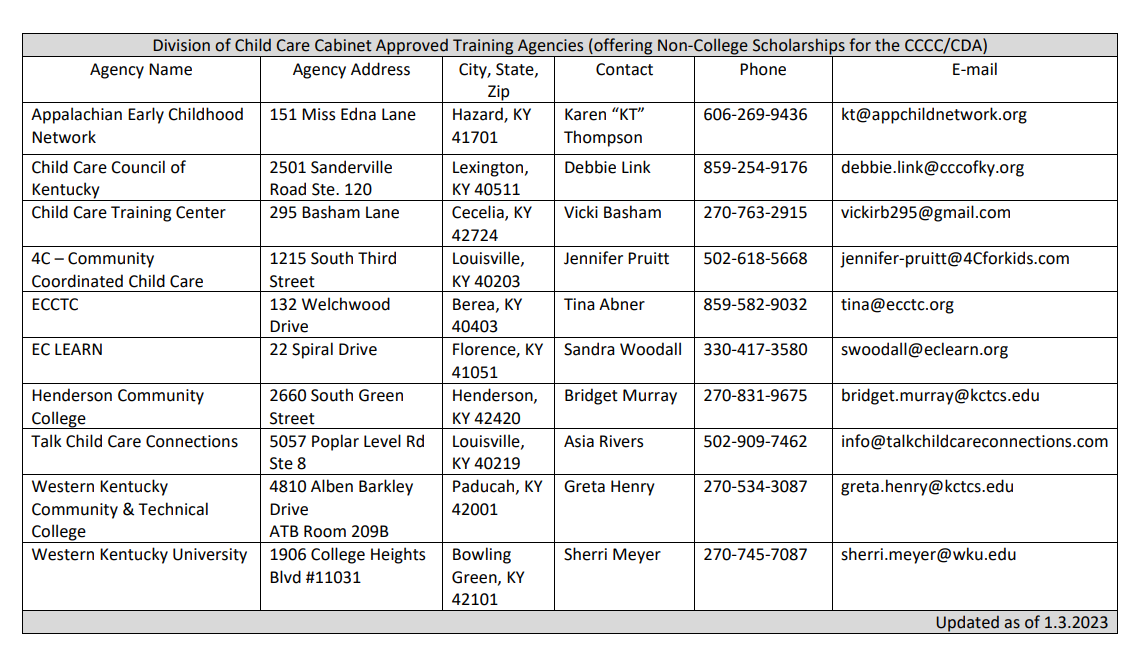 Division of Child Care Cabinet Approved Training Agencies (offering Non-College Scholarships for the CCCC/CDA)
Agency Name Agency Address City, State, Zip Contact Phone E-mail
Appalachian Early Childhood Network 151 Miss Edna Lane Hazard, KY 41701 Karen “KT” Thompson 606-269-9436 kt@appchildnetwork.org
Child Care Council of Kentucky 2501 Sanderville Road Ste. 120 Lexington, KY 40511 Debbie Link 859-254-9176 debbie.link@cccofky.org
Child Care Training Center 295 Basham Lane Cecelia, KY 42724 Vicki Basham 270-763-2915 vickirb295@gmail.com
4C – Community Coordinated Child Care 1215 South Third Street Louisville, KY 40203 Jennifer Pruitt 502-618-5668 jennifer-pruitt@4Cforkids.com
ECCTC 132 Welchwood Drive Berea, KY 40403 Tina Abner 859-582-9032 tina@ecctc.org
EC LEARN 22 Spiral Drive Florence, KY 41051 Sandra Woodall 330-417-3580 swoodall@eclearn.org
Henderson Community College 2660 South Green Street Henderson, KY 42420 Bridget Murray 270-831-9675 bridget.murray@kctcs.edu
Talk Child Care Connections 5057 Poplar Level Rd Ste 8 Louisville, KY 40219 Asia Rivers 502-909-7462 info@talkchildcareconnections.com
Western Kentucky Community & Technical College 4810 Alben Barkley Drive ATB Room 209B Paducah, KY 42001 Greta Henry 270-534-3087 greta.henry@kctcs.edu
Western Kentucky University 1906 College Heights Blvd #11031 Bowling Green, KY 42101 Sherri Meyer 270-745-7087 sherri.meyer@wku.edu
Updated as of 1.3.2023